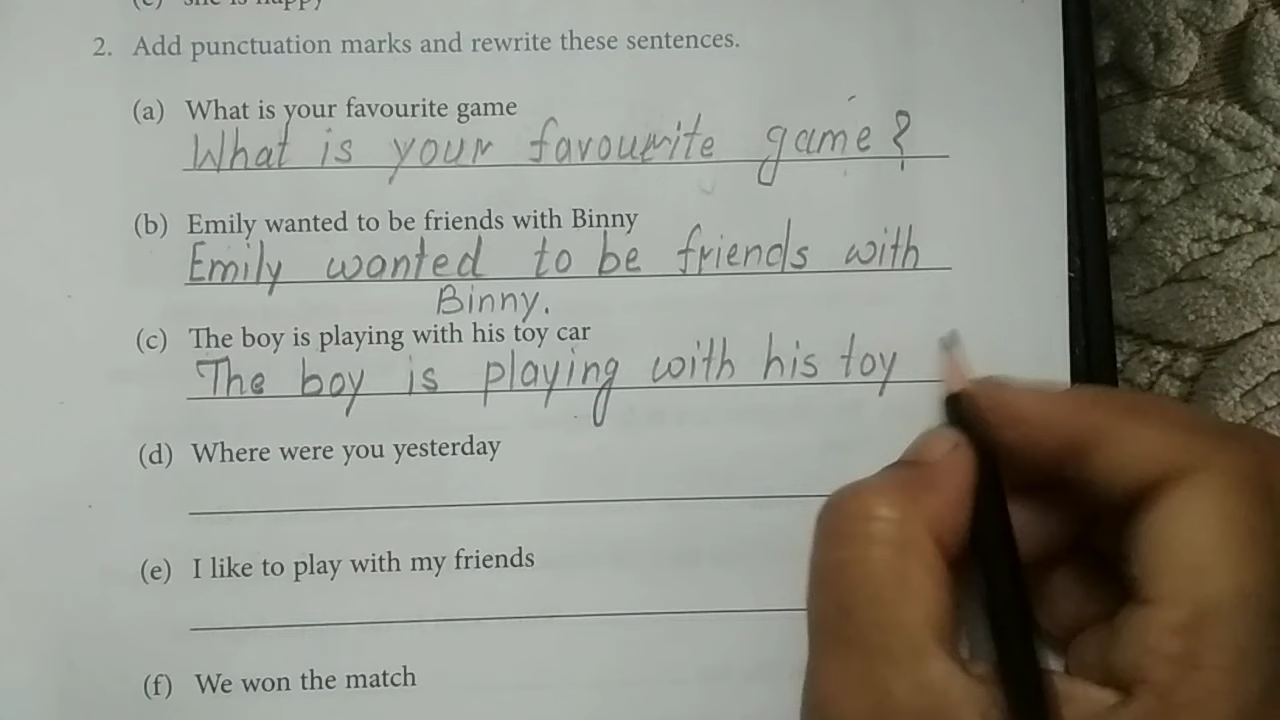 (c) she is happy
2. Add punctuation marks and rewrite these sentences.
(a) What is your favourite game
What is your favourite game?
(b) Emily wanted to be friends with Binny
Emily wanted to be friends with
Binny.
(c) The boy is playing with his toy car
The boy is playing with his toy
(d) Where were you yesterday
(e) I like to play with my friends
(f) We won the match